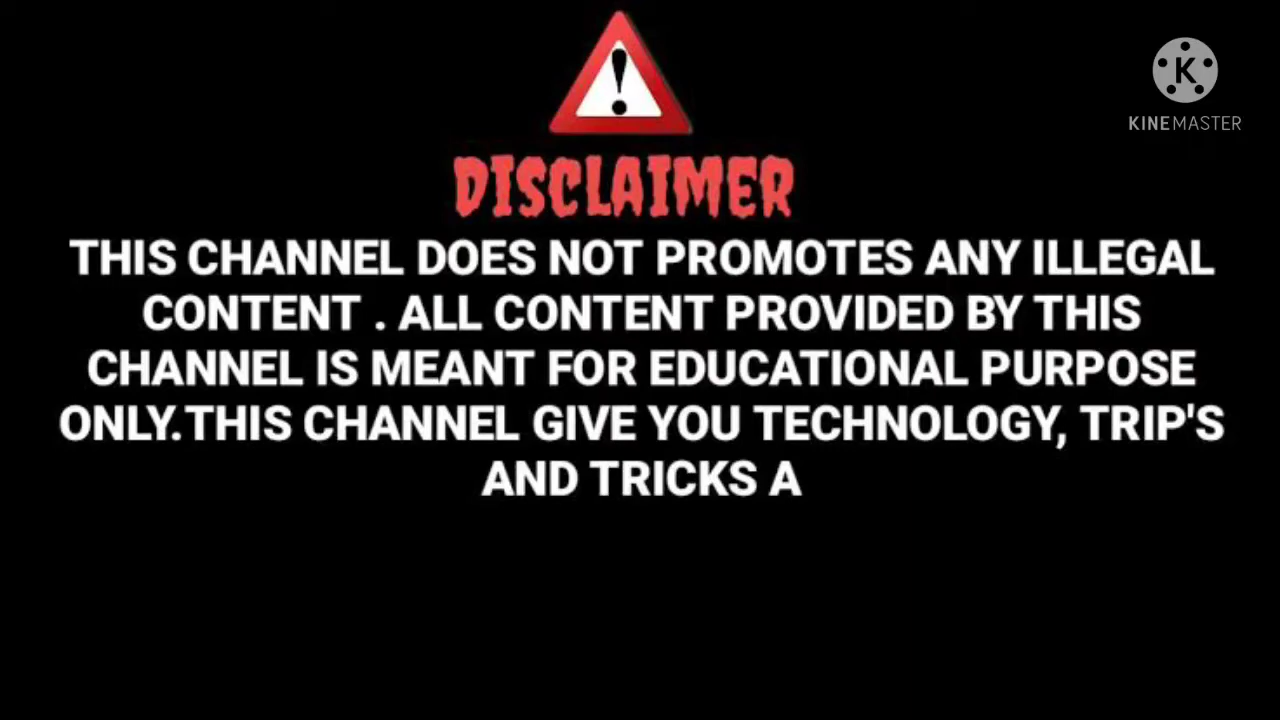 KINEMASTER
DISCLAIMER
THIS CHANNEL DOES NOT PROMOTES ANY ILLEGAL
CONTENT . ALL CONTENT PROVIDED BY THIS
CHANNEL IS MEANT FOR EDUCATIONAL PURPOSE
ONLY.THIS CHANNEL GIVE YOU TECHNOLOGY, TRIP'S
AND TRICKS A